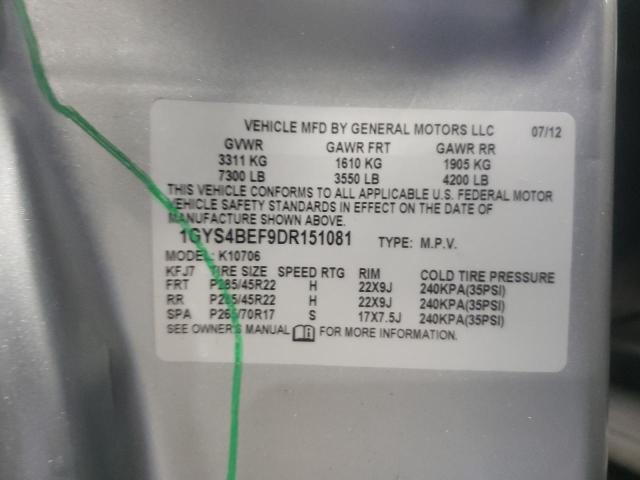 VEHICLE MFD BY GENERAL MOTORS LLC 07/12
GVWR GAWR FRT GAWR RR
3311 KG 1610 KG 1905 KG
7300 LB 3550 LB 4200 LB
THIS VEHICLE CONFORMS TO ALL APPLICABLE U.S. FEDERAL MOTOR
VEHICLE SAFETY STANDARDS IN EFFECT ON THE DATE OF
MANUFACTURE SHOWN ABOVE.
1GYS4BEF9DR151081 TYPE: M.P.V.
MODEL: K10706
KFJ7 TIRE SIZE SPEED RTG RIM COLD TIRE PRESSURE
FRT P285/45R22 H 22X9J 240KPA(35PSI)
RR P285/45R22 H 22X9J 240KPA(35PSI)
SPA P265/70R17 S 17X7.5J 240KPA(35PSI)
SEE OWNER'S MANUAL FOR MORE INFORMATION.